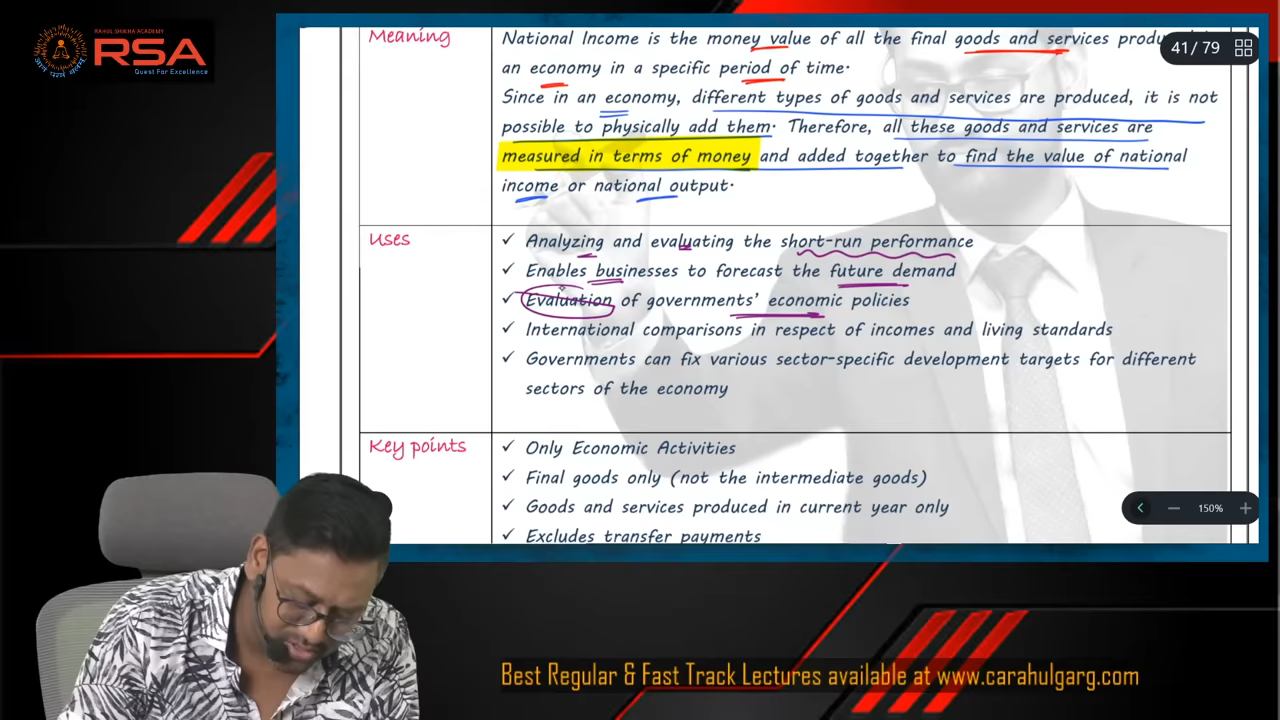 RAHUL SHIKHA ACADEMY
RSA
Quest For Excellence
Meaning
National Income is the money value of all the final goods and services
an economy in a specific period of time.
Since in an economy, different types of goods and services are produced, it is not
possible to physically add them. Therefore, all these goods and services are
measured in terms of money and added together to find the value of national
income or national output.
41 / 79
Uses
✓ Analyzing and evaluating the short-run performance
✓ Enables businesses to forecast the future demand
✓ Evaluation of governments' economic policies
✓ International comparisons in respect of incomes and living standards
✓ Governments can fix various sector-specific development targets for different
sectors of the economy
Key points
✓ Only Economic Activities
✓ Final goods only (not the intermediate goods)
✓ Goods and services produced in current year only
✓ Excludes transfer payments
150%
Best Regular & Fast Track Lectures available at www.carahulgarg.com